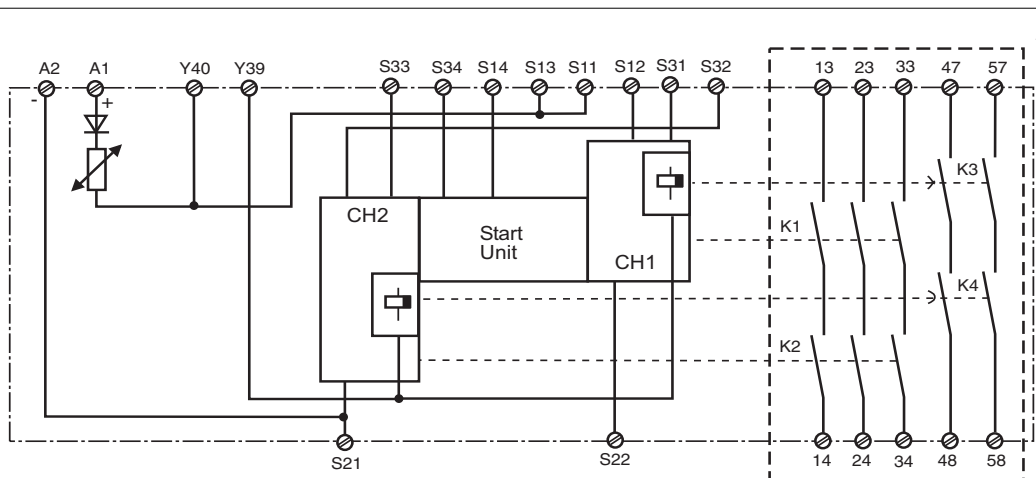 A2 A1 Y40 Y39 S33 S34 S14 S13 S11 S12 S31 S32 13 23 33 47 57
- +
K3
CH2
Start
Unit
K1
CH1
K4
K2
S21 S22 14 24 34 48 58